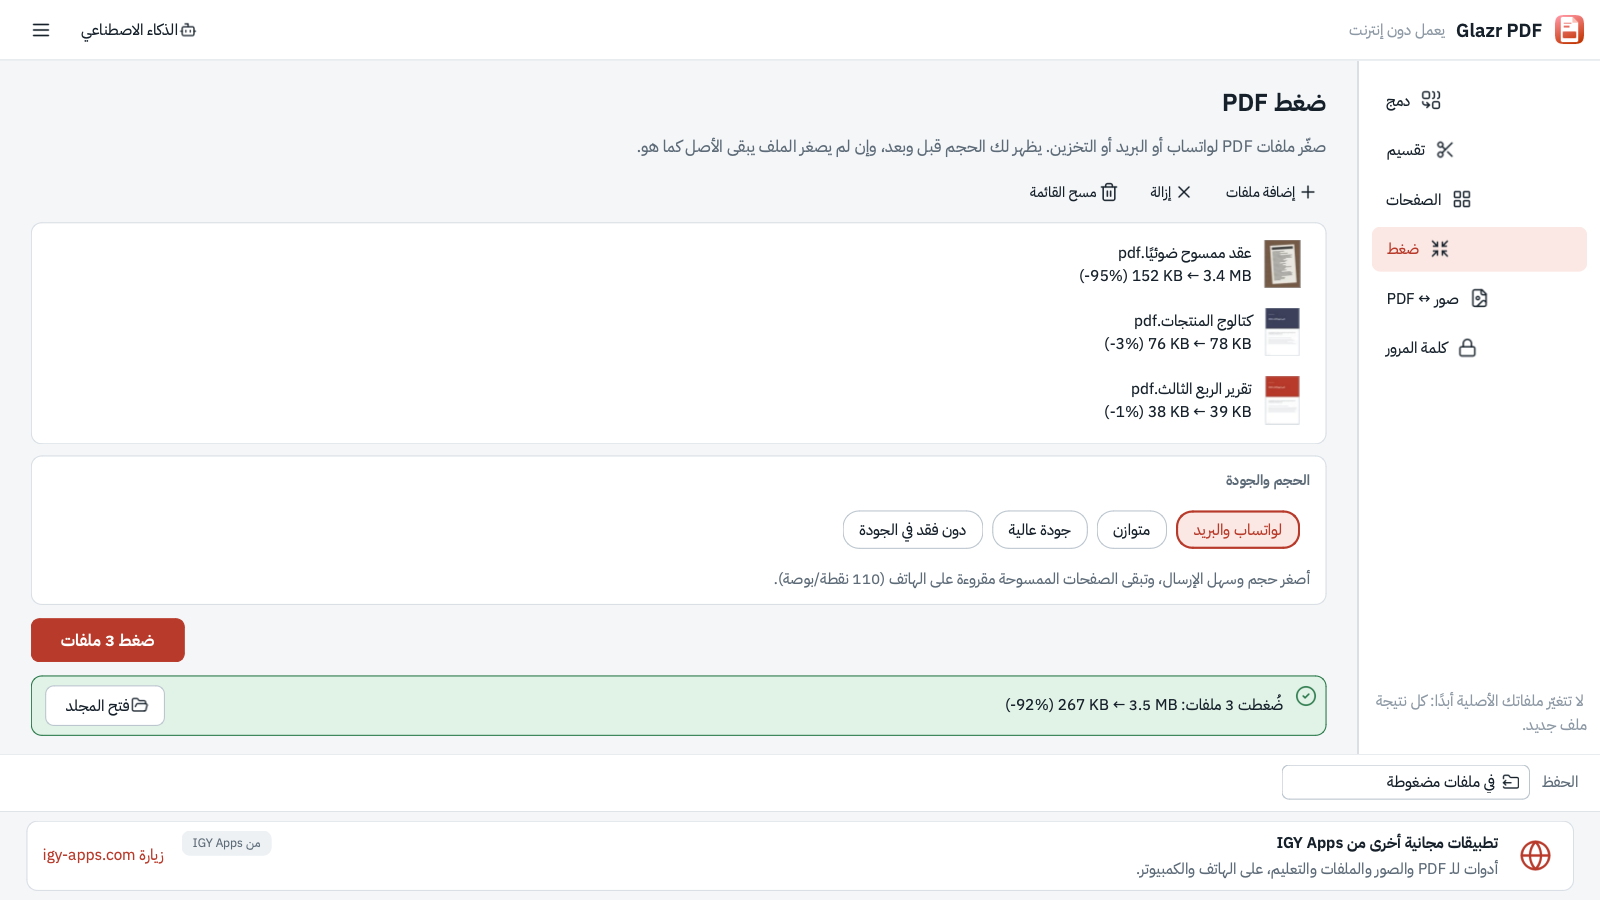 Glazr PDF يعمل دون إنترنت
الذكاء الاصطناعي
دمج
تقسيم
الصفحات
ضغط
صور ↔ PDF
كلمة المرور
لا تتغيّر ملفاتك الأصلية أبدًا: كل نتيجة
ملف جديد.
ضغط PDF
صغّر ملفات PDF لواتساب أو البريد أو التخزين. يظهر لك الحجم قبل وبعد، وإن لم يصغر الملف يبقى الأصل كما هو.
إضافة ملفات
إزالة
مسح القائمة
عقد ممسوح ضوئيًا.pdf
3.4 MB ← 152 KB (-95%)
كتالوج المنتجات.pdf
78 KB ← 76 KB (-3%)
تقرير الربع الثالث.pdf
39 KB ← 38 KB (-1%)
الحجم والجودة
لواتساب والبريد
متوازن
جودة عالية
دون فقد في الجودة
أصغر حجم وسهل الإرسال، وتبقى الصفحات الممسوحة مقروءة على الهاتف (110 نقطة/بوصة).
ضغط 3 ملفات
ضُغطت 3 ملفات: 3.5 MB ← 267 KB (-92%)
فتح المجلد
الحفظ
في ملفات مضغوطة
تطبيقات مجانية أخرى من IGY Apps
أدوات للـ PDF والصور والملفات والتعليم، على الهاتف والكمبيوتر.
من IGY Apps
زيارة igy-apps.com